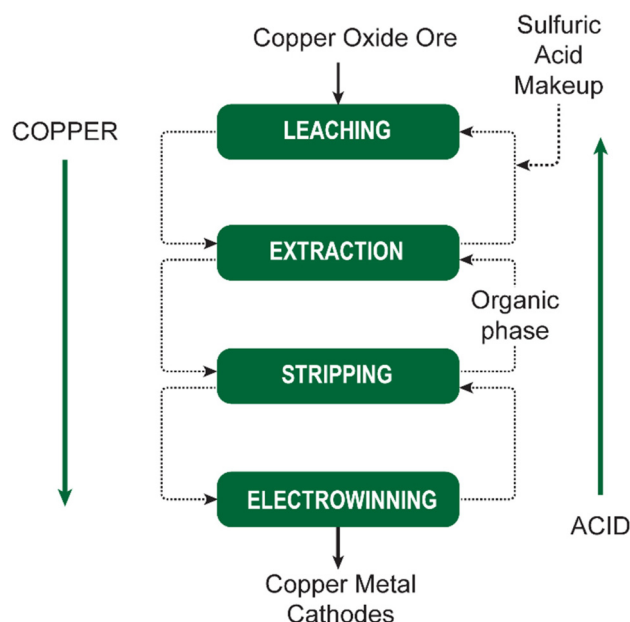 Copper Oxide Ore
Sulfuric
Acid
Makeup
COPPER
LEACHING
EXTRACTION
Organic
phase
STRIPPING
ELECTROWINNING
ACID
Copper Metal
Cathodes